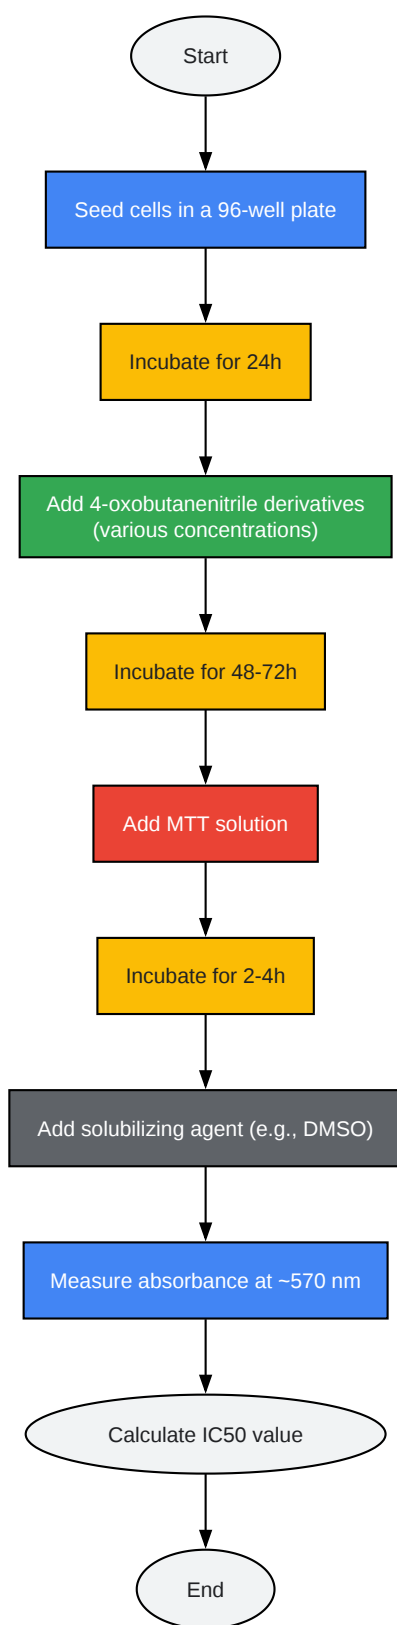 Start
Seed cells in a 96-well plate
Incubate for 24h
Add 4-oxobutanenitrile derivatives
(various concentrations)
Incubate for 48-72h
Add MTT solution
Incubate for 2-4h
Add solubilizing agent (e.g., DMSO)
Measure absorbance at ~570 nm
Calculate IC50 value
End